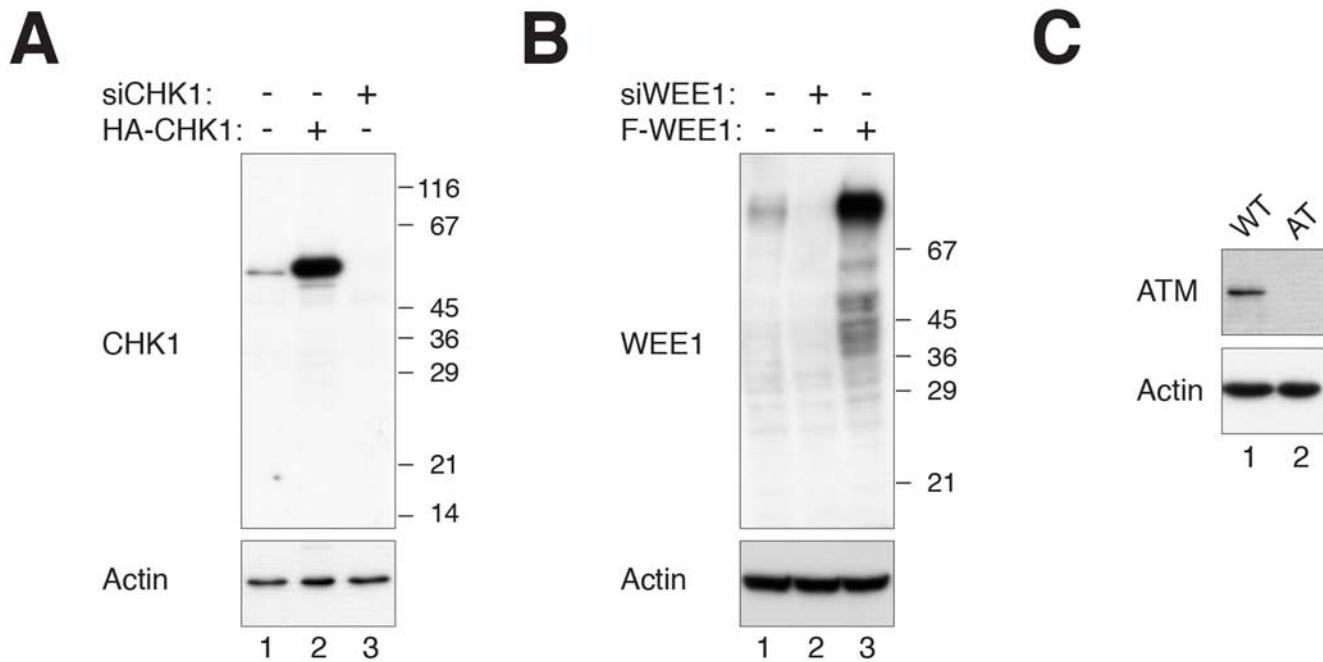 A
siCHK1: - - +
HA-CHK1: - + -
116
67
45
36
29
21
14
CHK1
Actin
1 2 3
B
siWEE1: - + -
F-WEE1: - - +
67
45
36
29
21
WEE1
Actin
1 2 3
C
WT AT
ATM
Actin
1 2